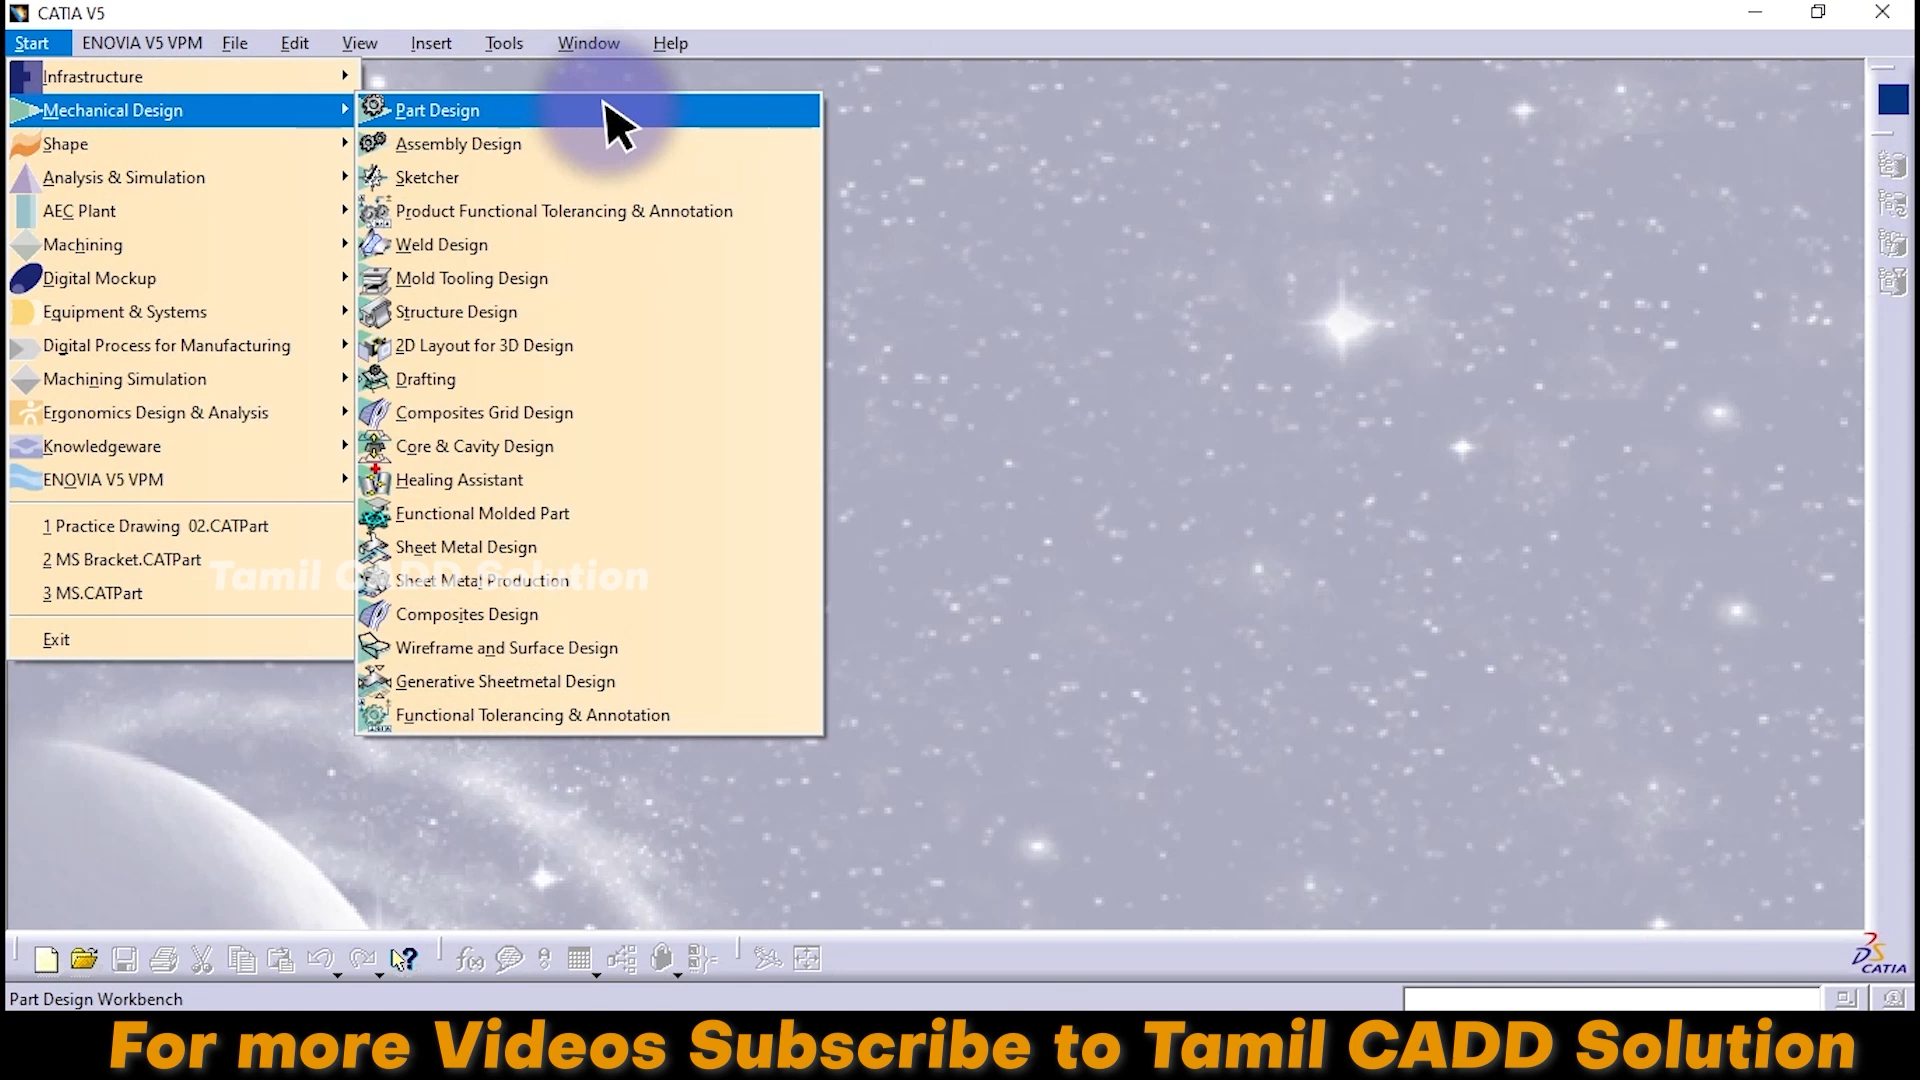 CATIA V5
Start ENOVIA V5 VPM File Edit View Insert Tools Window Help
Infrastructure
Mechanical Design
Shape
Analysis & Simulation
AEC Plant
Machining
Digital Mockup
Equipment & Systems
Digital Process for Manufacturing
Machining Simulation
Ergonomics Design & Analysis
Knowledgeware
ENOVIA V5 VPM
1 Practice Drawing 02.CATPart
2 MS Bracket.CATPart
3 MS.CATPart
Exit
Part Design
Assembly Design
Sketcher
Product Functional Tolerancing & Annotation
Weld Design
Mold Tooling Design
Structure Design
2D Layout for 3D Design
Drafting
Composites Grid Design
Core & Cavity Design
Healing Assistant
Functional Molded Part
Sheet Metal Design
Sheet Metal Production
Composites Design
Wireframe and Surface Design
Generative Sheetmetal Design
Functional Tolerancing & Annotation
Tamil CADD Solution
CATIA
Part Design Workbench
For more Videos Subscribe to Tamil CADD Solution